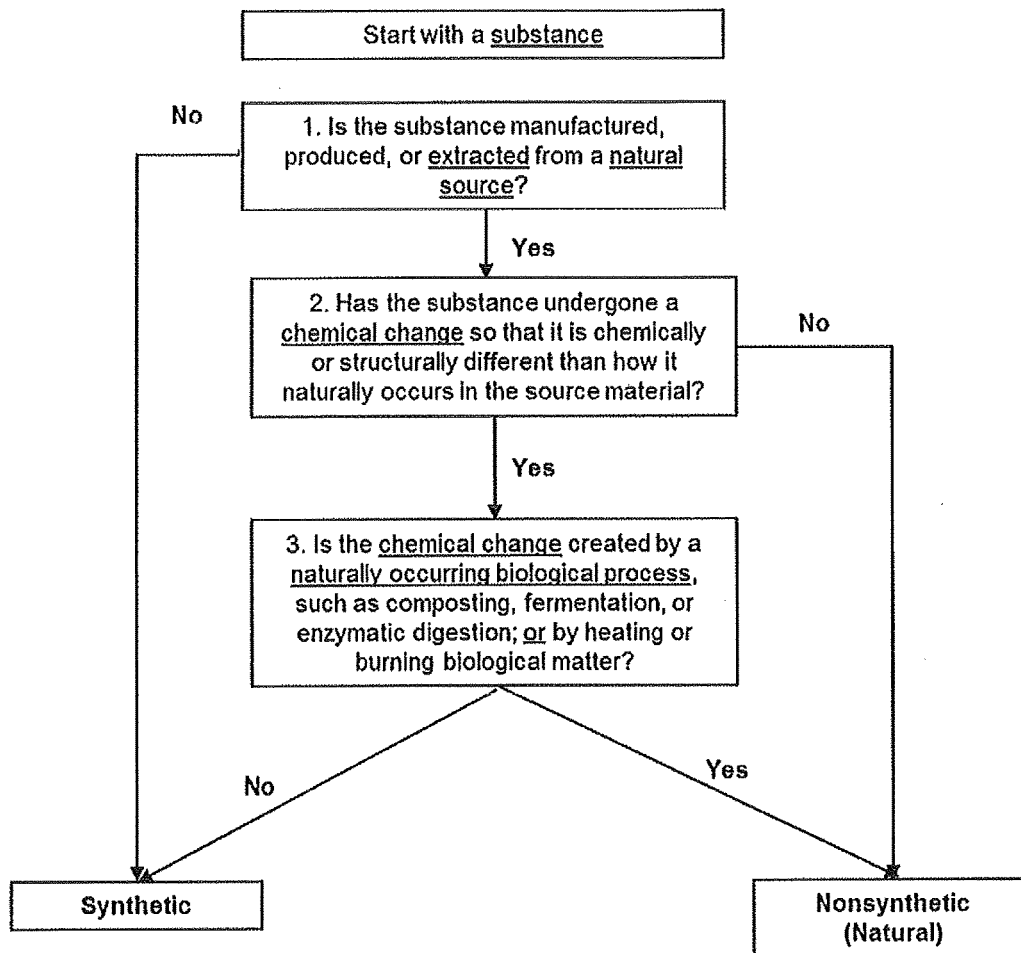 Start with a substance
No
1. Is the substance manufactured,
produced, or extracted from a natural
source?
Yes
2. Has the substance undergone a
chemical change so that it is chemically
or structurally different than how it
naturally occurs in the source material?
No
Yes
3. Is the chemical change created by a
naturally occurring biological process,
such as composting, fermentation, or
enzymatic digestion; or by heating or
burning biological matter?
No
Yes
Synthetic
Nonsynthetic
(Natural)